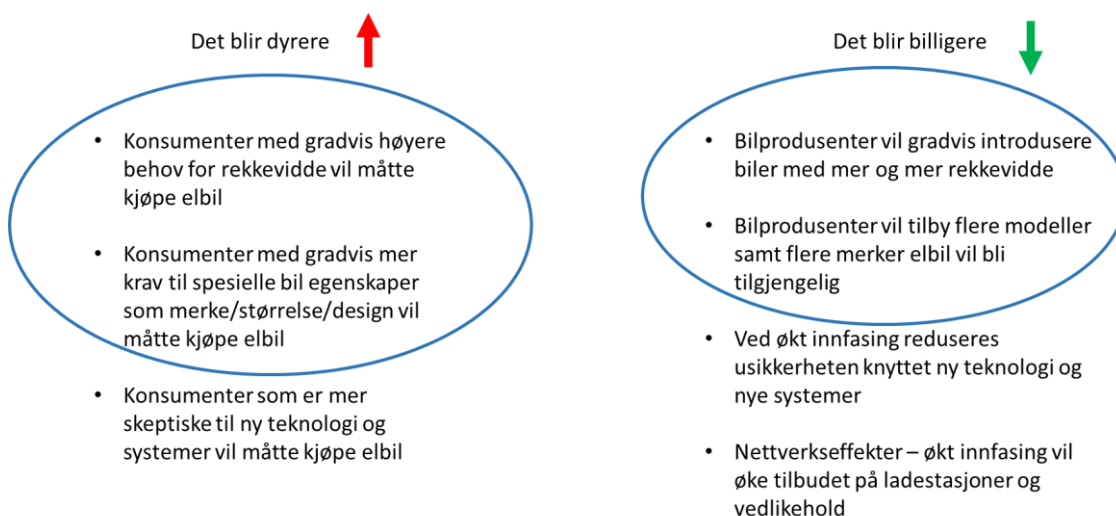 Det blir dyrere
• Konsumenter med gradvis høyere
behov for rekkevidde vil måtte
kjøpe elbil
• Konsumenter med gradvis mer
krav til spesielle bil egenskaper
som merke/størrelse/design vil
måtte kjøpe elbil
• Konsumenter som er mer
skeptiske til ny teknologi og
systemer vil måtte kjøpe elbil
Det blir billigere
• Bilprodusenter vil gradvis introdusere
biler med mer og mer rekkevidde
• Bilprodusenter vil tilby flere modeller
samt flere merker elbil vil bli
tilgjengelig
• Ved økt innfasing reduseres
usikkerheten knyttet ny teknologi og
nye systemer
• Nettverkseffekter – økt innfasing vil
øke tilbudet på ladestasjoner og
vedlikehold